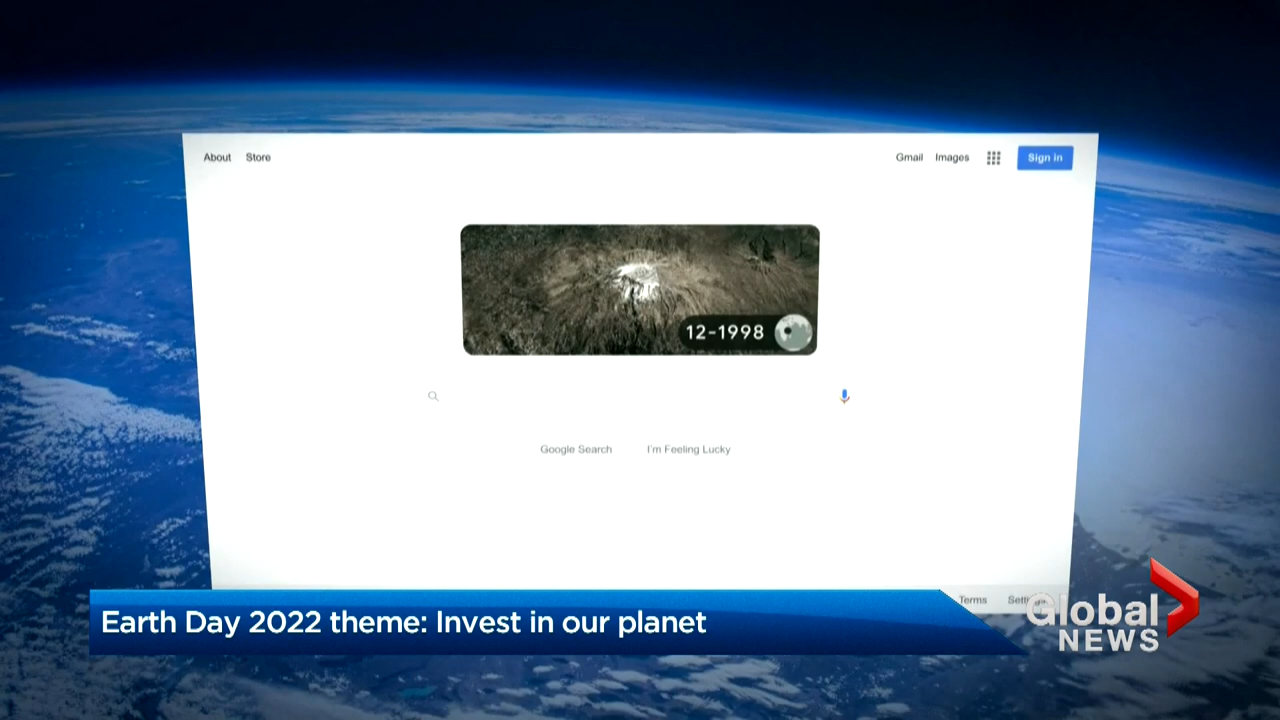 About Store
Gmail Images Sign in
12-1998
Google Search I'm Feeling Lucky
Terms
Earth Day 2022 theme: Invest in our planet
Global
NEWS